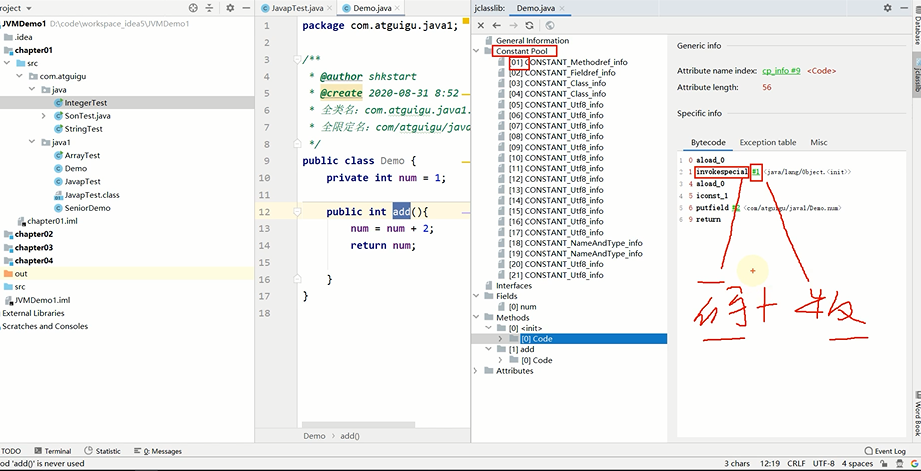 roject
JVMDemo1 D:\code\workspace_idea5\JVMDemo1
.idea
chapter01
src
com.atguigu
java
IntegerTest
SonTest.java
StringTest
java1
ArrayTest
Demo
JavapTest
JavapTest.class
SeniorDemo
chapter01.iml
chapter02
chapter03
chapter04
out
src
JVMDemo1.iml
External Libraries
Scratches and Consoles
JavapTest.java
Demo.java
1 package com.atguigu.java1;
2
3 /**
4 * @author shkstart
5 * @create 2020-08-31 8:52
6 * 全类名：com.atguigu.java1.
7 * 全限定名：com/atguigu/java
8 */
9 public class Demo {
10 private int num = 1;
11
12 public int add(){
13 num = num + 2;
14 return num;
15
16 }
17 }
18
Demo › add()
jclasslib: Demo.java
General Information
Constant Pool
[01] CONSTANT_Methodref_info
[02] CONSTANT_Fieldref_info
[03] CONSTANT_Class_info
[04] CONSTANT_Class_info
[05] CONSTANT_Utf8_info
[06] CONSTANT_Utf8_info
[07] CONSTANT_Utf8_info
[08] CONSTANT_Utf8_info
[09] CONSTANT_Utf8_info
[10] CONSTANT_Utf8_info
[11] CONSTANT_Utf8_info
[12] CONSTANT_Utf8_info
[13] CONSTANT_Utf8_info
[14] CONSTANT_Utf8_info
[15] CONSTANT_Utf8_info
[16] CONSTANT_Utf8_info
[17] CONSTANT_Utf8_info
[18] CONSTANT_NameAndType_info
[19] CONSTANT_NameAndType_info
[20] CONSTANT_Utf8_info
[21] CONSTANT_Utf8_info
Interfaces
Fields
[0] num
Methods
[0] <init>
[0] Code
[1] add
[0] Code
Attributes
Generic info
Attribute name index: cp_info #9 <Code>
Attribute length: 56
Specific info
Bytecode Exception table Misc
1 0 aload_0
2 1 invokespecial #1 <java/lang/Object.<init>>
3 4 aload_0
4 5 iconst_1
5 6 putfield #2 <com/atguigu/java1/Demo.num>
6 9 return
Database
jclasslib
Word Book
TODO Terminal Statistic 0: Messages Event Log
od 'add()' is never used 3 chars 12:19 CRLF UTF-8 4 spaces